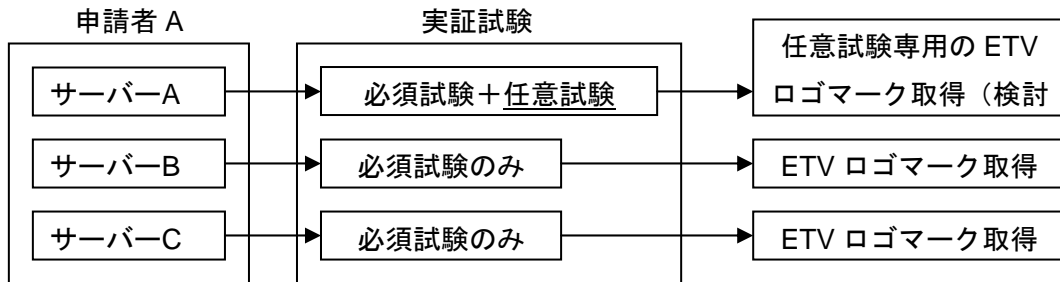 申請者 A
実証試験
サーバーA
必須試験＋任意試験
任意試験専用の ETV
ロゴマーク取得（検討
サーバーB
必須試験のみ
ETV ロゴマーク取得
サーバーC
必須試験のみ
ETV ロゴマーク取得